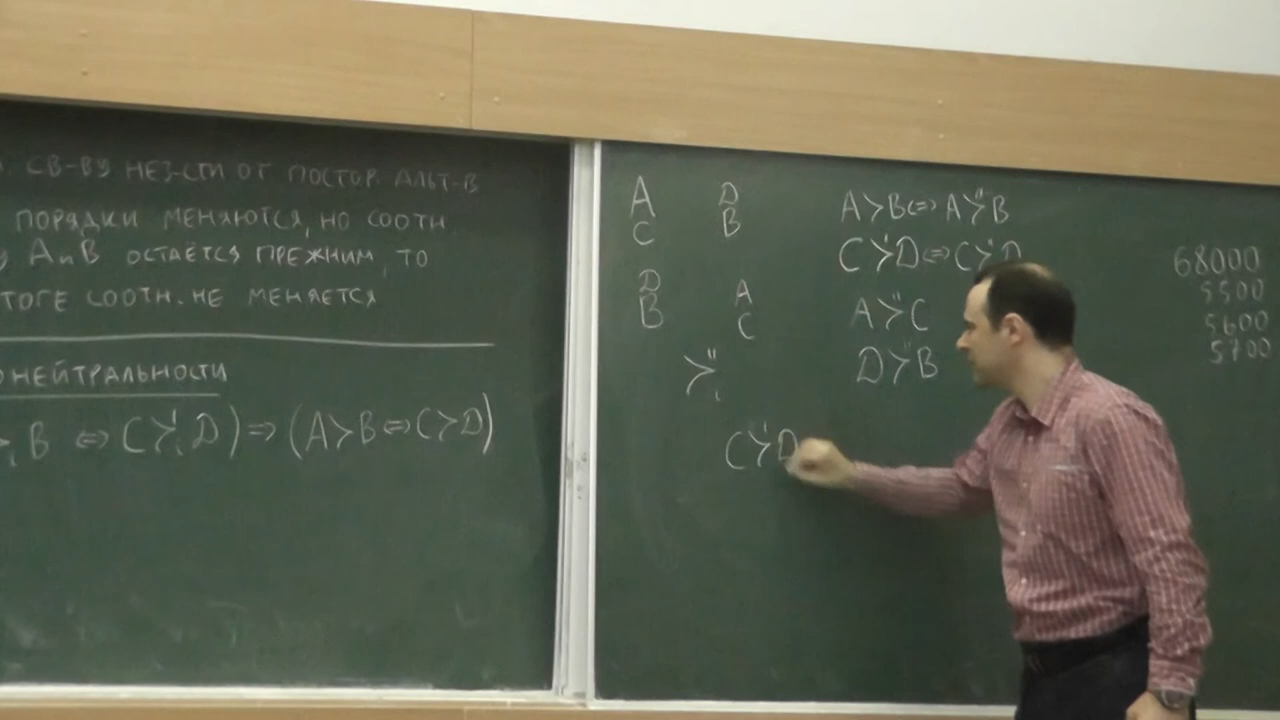 СВ-ВУ НЕЗ-СТИ ОТ ПОСТОР. АЛЬТ-В
ПОРЯДКИ МЕНЯЮТСЯ, НО СООТН.
A и B ОСТАЁТСЯ ПРЕЖНИМ, ТО
ТОГЕ СООТН. НЕ МЕНЯЕТСЯ
О НЕЙТРАЛЬНОСТИ
≻ᵢ B ⇔ C ≻ᵢ' D) ⇒ (A ≻ B ⇔ C ≻ D)
A D
C B
D A
B C
≻ᵢ''
C ≻'' D
A ≻ B ⇔ A ≻'' B
C ≻' D ⇔ C ≻'' D
A ≻'' C
D ≻'' B
68000
5500
5600
5700